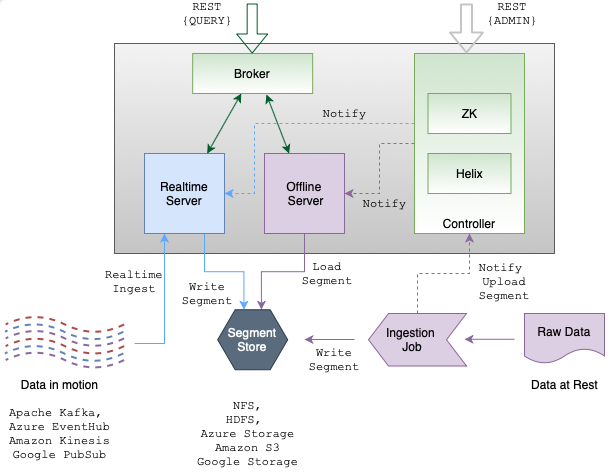 REST
{QUERY}
REST
{ADMIN}
Broker
ZK
Notify
Realtime
Server
Offline
Server
Helix
Notify
Controller
Realtime
Ingest
Write
Segment
Load
Segment
Notify
Upload
Segment
Segment
Store
Ingestion
Job
Raw Data
Write
Segment
Data in motion
Data at Rest
Apache Kafka,
Azure EventHub
Amazon Kinesis
Google PubSub
NFS,
HDFS,
Azure Storage
Amazon S3
Google Storage